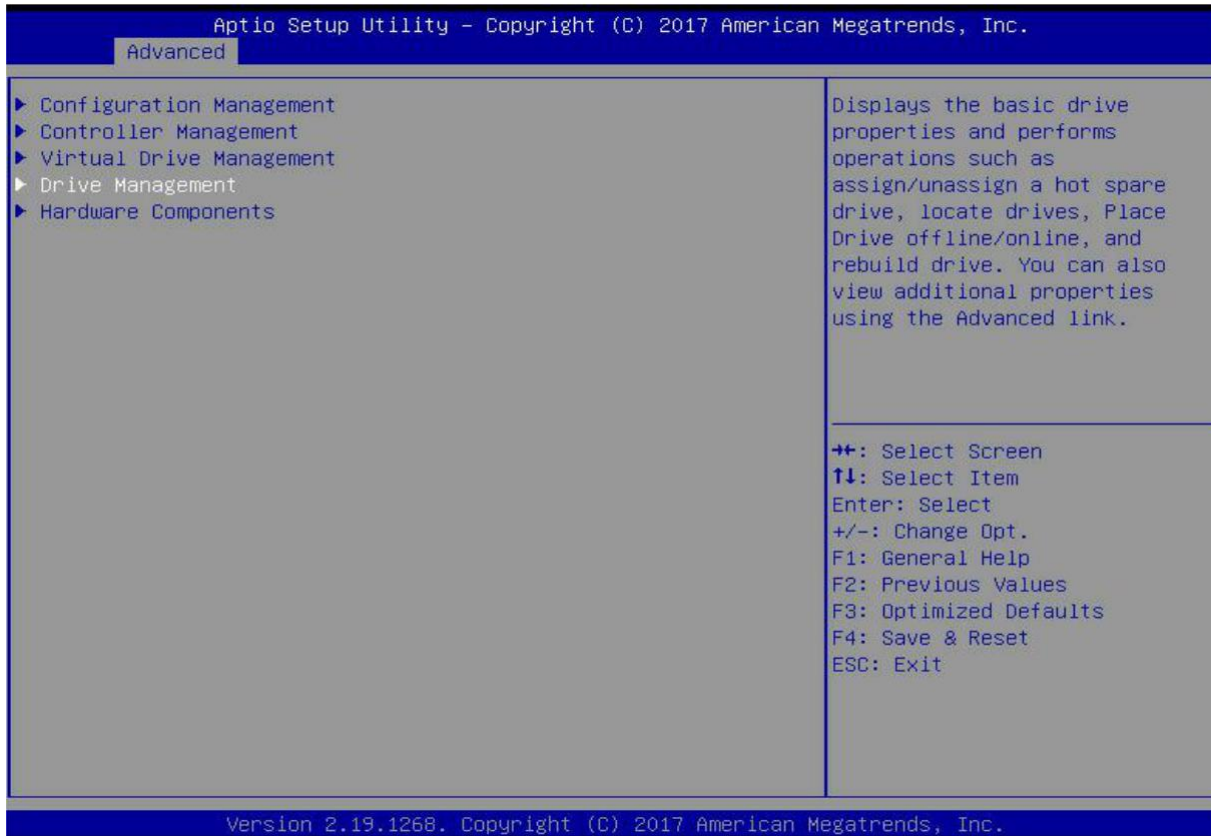 Aptio Setup Utility – Copyright (C) 2017 American Megatrends, Inc.
Advanced
▶ Configuration Management
▶ Controller Management
▶ Virtual Drive Management
▶ Drive Management
▶ Hardware Components
Displays the basic drive
properties and performs
operations such as
assign/unassign a hot spare
drive, locate drives, Place
Drive offline/online, and
rebuild drive. You can also
view additional properties
using the Advanced link.
→←: Select Screen
↑↓: Select Item
Enter: Select
+/-: Change Opt.
F1: General Help
F2: Previous Values
F3: Optimized Defaults
F4: Save & Reset
ESC: Exit
Version 2.19.1268. Copyright (C) 2017 American Megatrends, Inc.